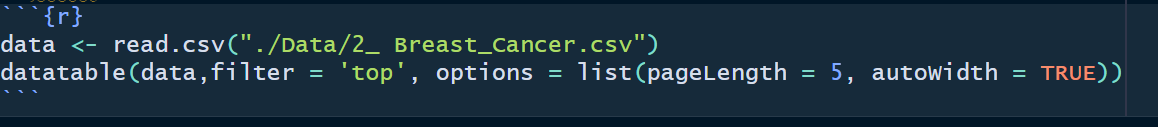 ```{r}
data <- read.csv("./Data/2_ Breast_Cancer.csv")
datatable(data,filter = 'top', options = list(pageLength = 5, autoWidth = TRUE))
```